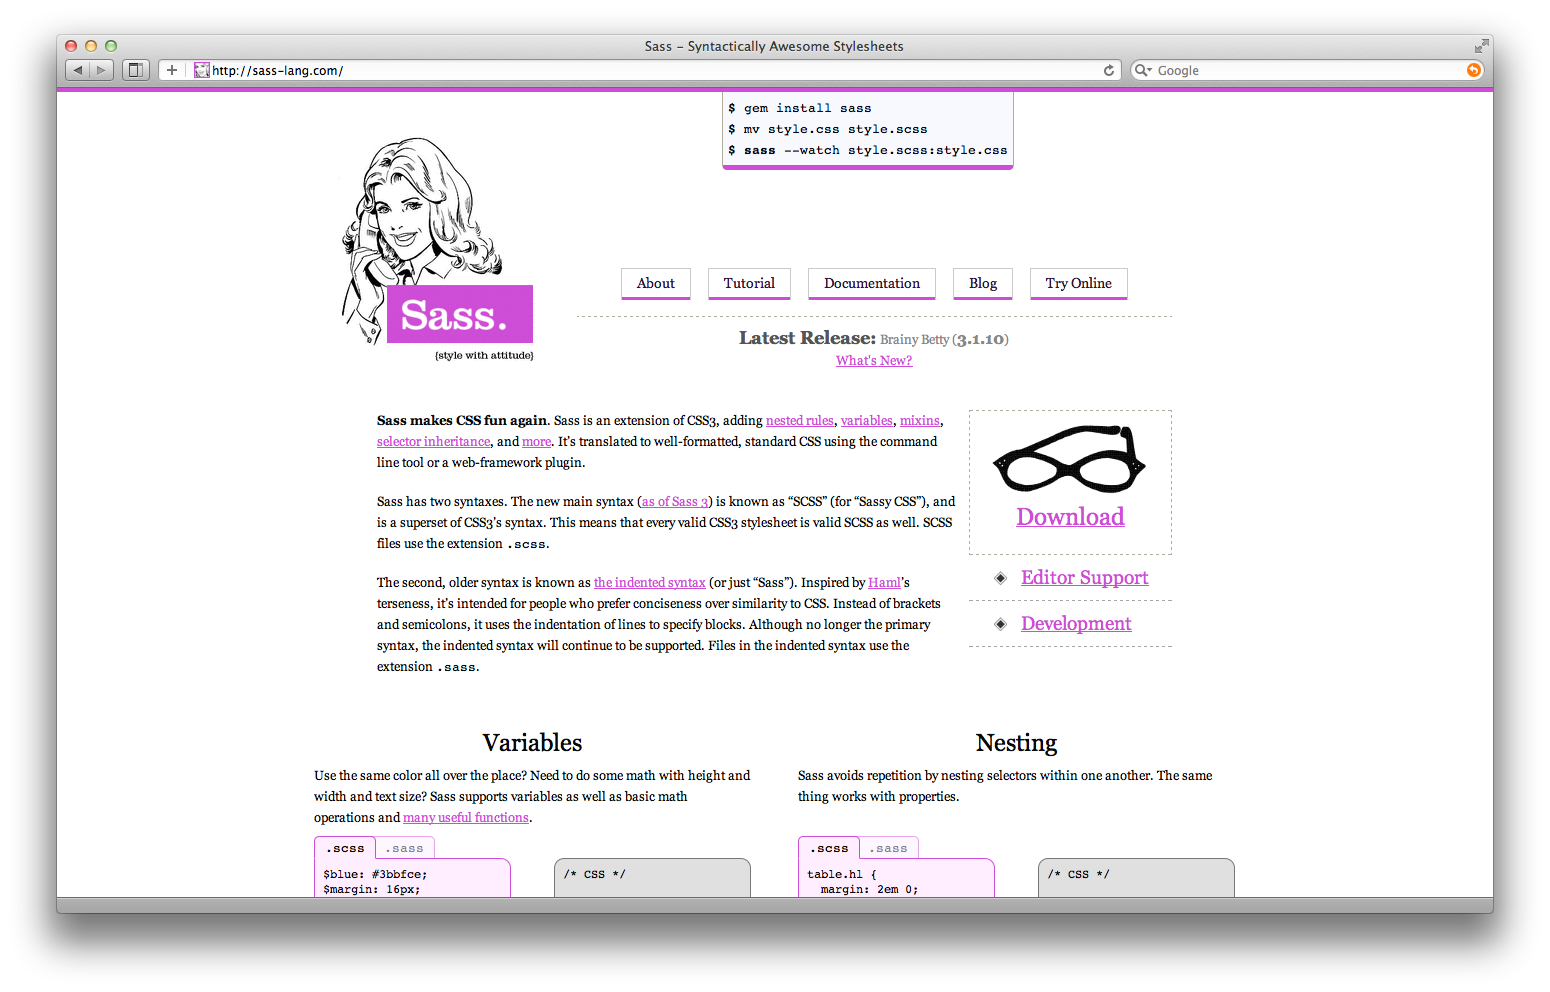 Sass – Syntactically Awesome Stylesheets
http://sass-lang.com/
Google
$ gem install sass
$ mv style.css style.scss
$ sass --watch style.scss:style.css
Sass.
{style with attitude}
About
Tutorial
Documentation
Blog
Try Online
Latest Release: Brainy Betty (3.1.10)
What's New?
Sass makes CSS fun again. Sass is an extension of CSS3, adding nested rules, variables, mixins,
selector inheritance, and more. It's translated to well-formatted, standard CSS using the command
line tool or a web-framework plugin.
Sass has two syntaxes. The new main syntax (as of Sass 3) is known as “SCSS” (for “Sassy CSS”), and
is a superset of CSS3's syntax. This means that every valid CSS3 stylesheet is valid SCSS as well. SCSS
files use the extension .scss.
The second, older syntax is known as the indented syntax (or just “Sass”). Inspired by Haml's
terseness, it's intended for people who prefer conciseness over similarity to CSS. Instead of brackets
and semicolons, it uses the indentation of lines to specify blocks. Although no longer the primary
syntax, the indented syntax will continue to be supported. Files in the indented syntax use the
extension .sass.
Download
Editor Support
Development
Variables
Use the same color all over the place? Need to do some math with height and
width and text size? Sass supports variables as well as basic math
operations and many useful functions.
.scss .sass
$blue: #3bbfce;
$margin: 16px;
/* CSS */
Nesting
Sass avoids repetition by nesting selectors within one another. The same
thing works with properties.
.scss .sass
table.hl {
margin: 2em 0;
/* CSS */